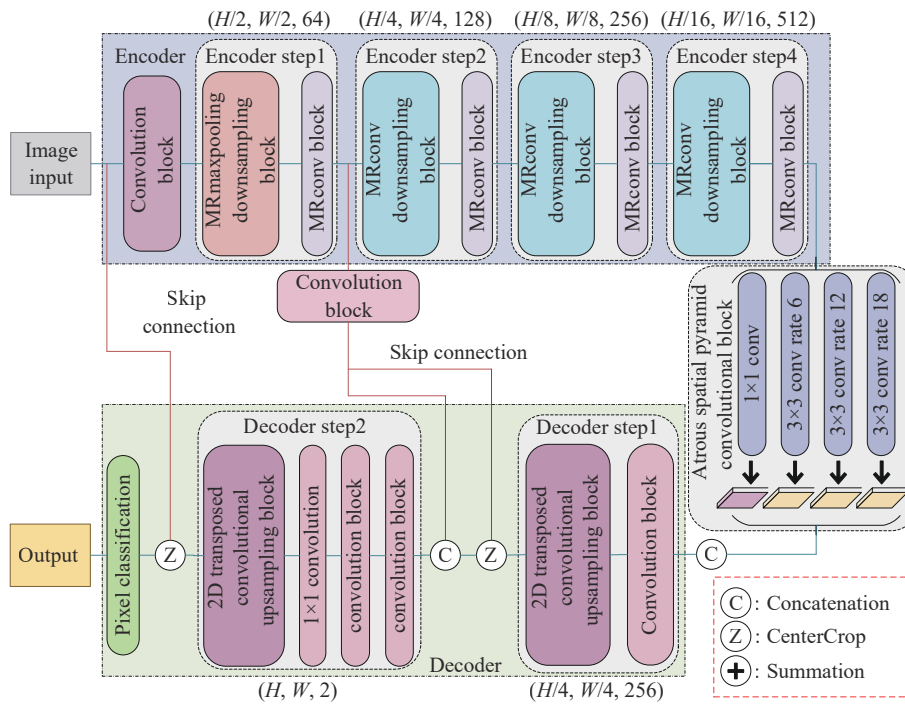 (H/2, W/2, 64)
(H/4, W/4, 128)
(H/8, W/8, 256)
(H/16, W/16, 512)
Encoder
Encoder step1
Encoder step2
Encoder step3
Encoder step4
Image
input
Convolution block
MRmaxpooling
downsampling
block
MRconv block
MRconv
downsampling
block
MRconv block
MRconv
downsampling
block
MRconv block
MRconv
downsampling
block
MRconv block
Skip
connection
Convolution
block
Skip connection
Atrous spatial pyramid
convolutional block
1×1 conv
3×3 conv rate 6
3×3 conv rate 12
3×3 conv rate 18
Decoder step2
Decoder step1
Output
Pixel classification
Z
2D transposed
convolutional
upsampling block
1×1 convolution
convolution block
convolution block
C
Z
2D transposed
convolutional
upsampling block
Convolution block
C
Decoder
(H, W, 2)
(H/4, W/4, 256)
C : Concatenation
Z : CenterCrop
+ : Summation